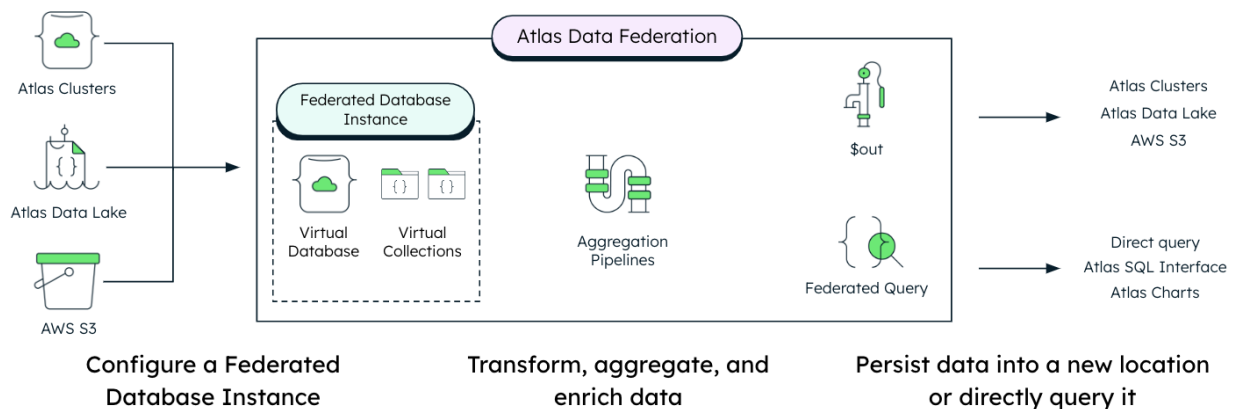 Atlas Data Federation
Atlas Clusters
Atlas Data Lake
{}
AWS S3
Federated Database
Instance
{}
{}
Virtual
Database
Virtual
Collections
Aggregation
Pipelines
$out
{}
Federated Query
Atlas Clusters
Atlas Data Lake
AWS S3
Direct query
Atlas SQL Interface
Atlas Charts
Configure a Federated
Database Instance
Transform, aggregate, and
enrich data
Persist data into a new location
or directly query it